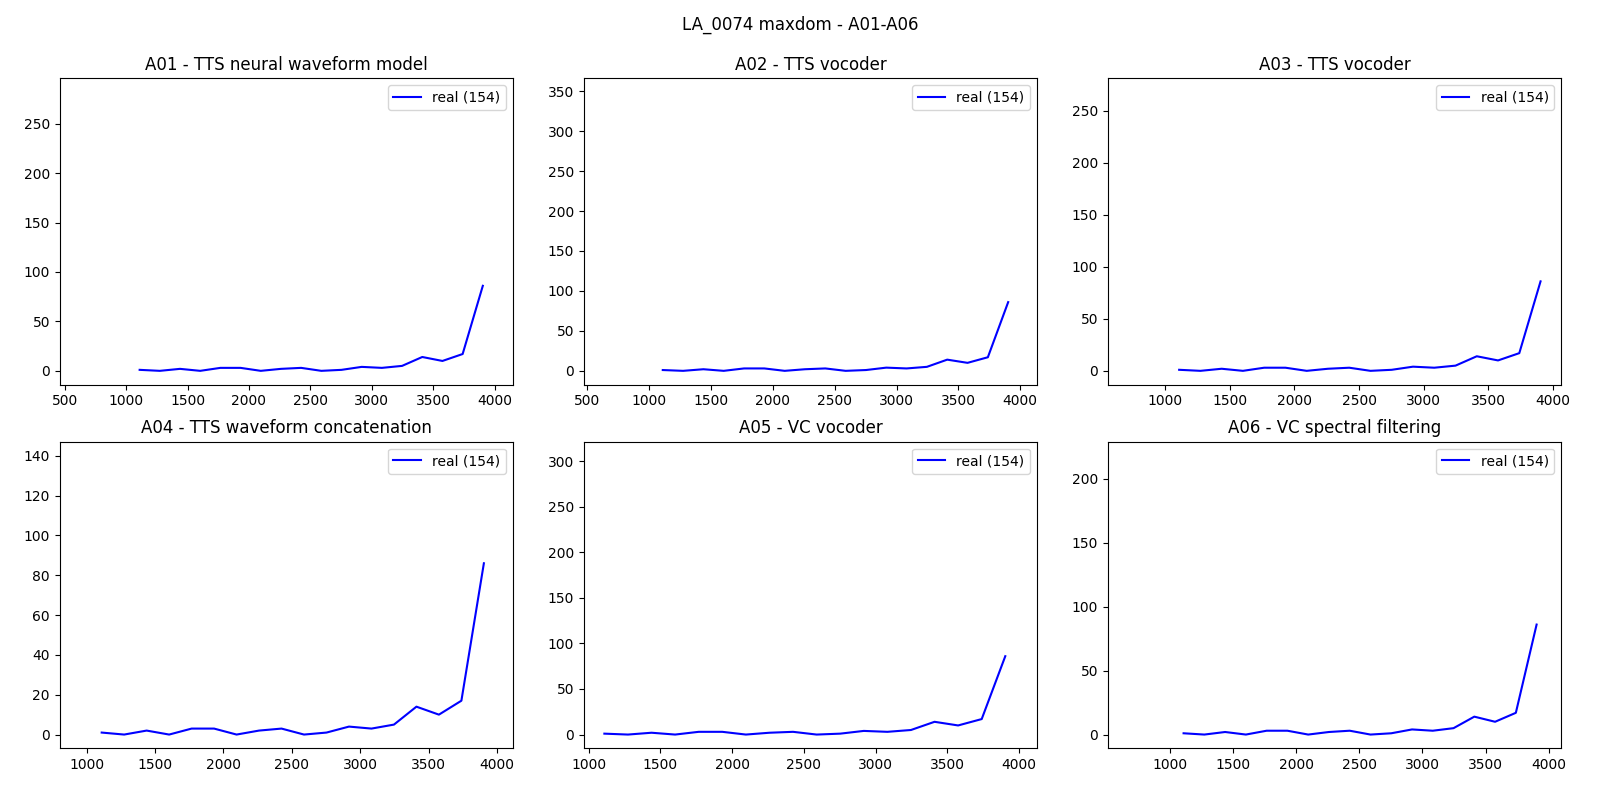 LA_0074 maxdom - A01-A06
A01 - TTS neural waveform model
real (154)
250
200
150
100
50
0
500 1000 1500 2000 2500 3000 3500 4000
A02 - TTS vocoder
real (154)
350
300
250
200
150
100
50
0
500 1000 1500 2000 2500 3000 3500 4000
A03 - TTS vocoder
real (154)
250
200
150
100
50
0
1000 1500 2000 2500 3000 3500 4000
A04 - TTS waveform concatenation
real (154)
140
120
100
80
60
40
20
0
1000 1500 2000 2500 3000 3500 4000
A05 - VC vocoder
real (154)
300
250
200
150
100
50
0
1000 1500 2000 2500 3000 3500 4000
A06 - VC spectral filtering
real (154)
200
150
100
50
0
1000 1500 2000 2500 3000 3500 4000